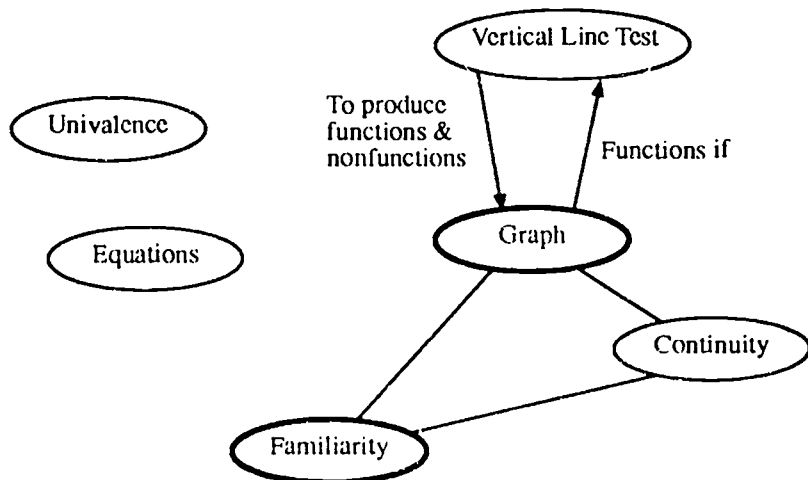 Vertical Line Test
To produce
functions &
nonfunctions
Functions if
Univalence
Graph
Equations
Continuity
Familiarity